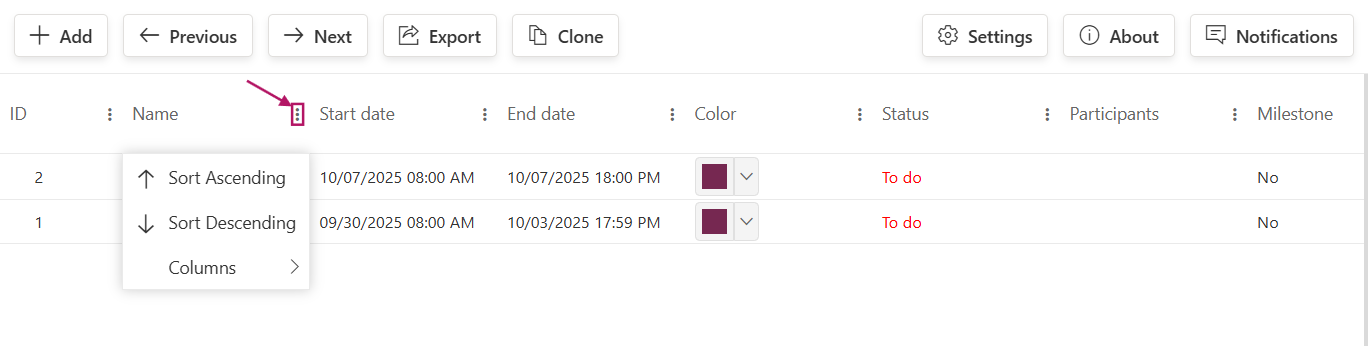 Add Previous Next Export Clone Settings About Notifications
ID Name Start date End date Color Status Participants Milestone
2 Sort Ascending 10/07/2025 08:00 AM 10/07/2025 18:00 PM To do No
1 Sort Descending 09/30/2025 08:00 AM 10/03/2025 17:59 PM To do No
Columns